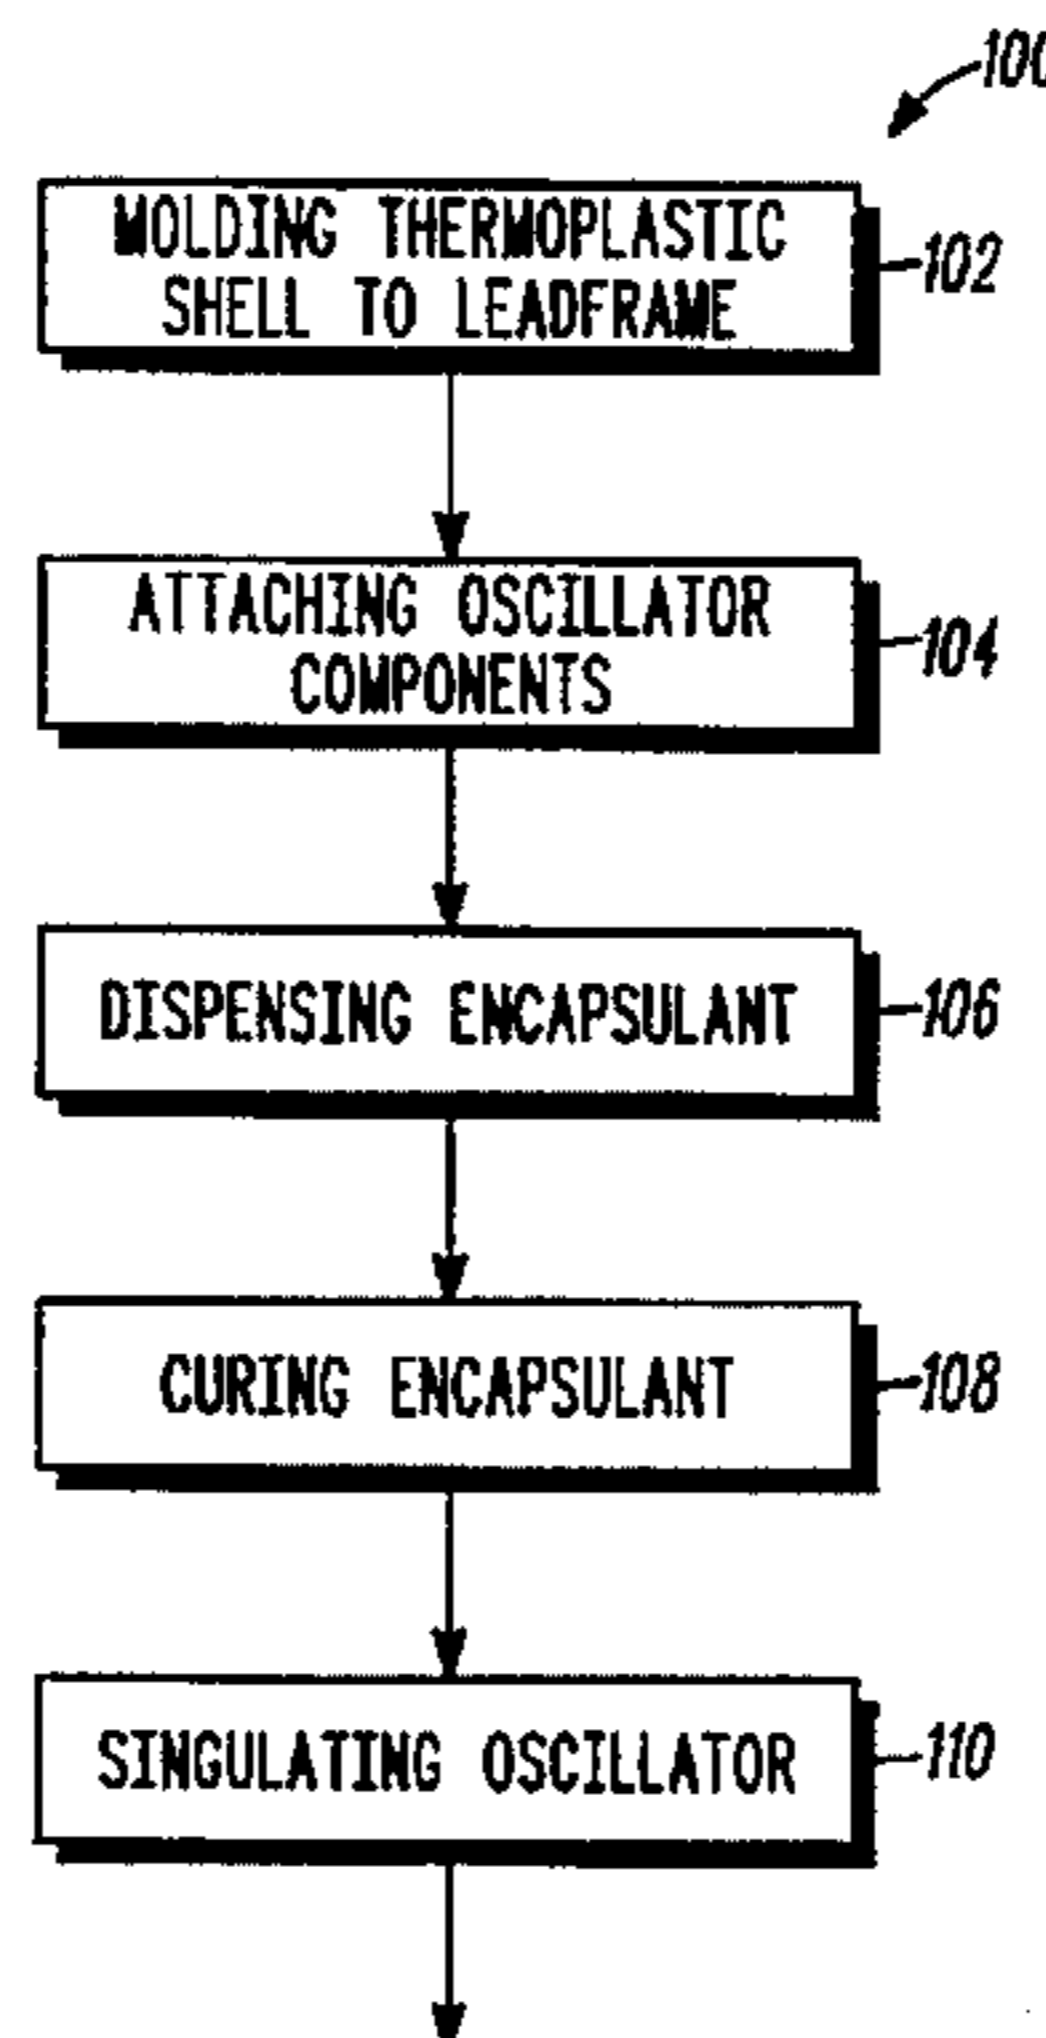 100
MOLDING THERMOPLASTIC
SHELL TO LEADFRAME
102
ATTACHING OSCILLATOR
COMPONENTS
104
DISPENSING ENCAPSULANT
106
CURING ENCAPSULANT
108
SINGULATING OSCILLATOR
110